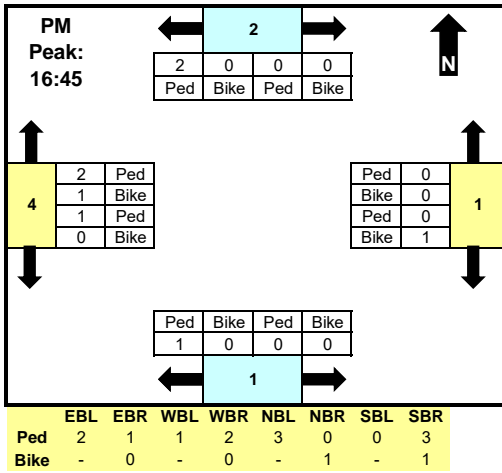 PM
Peak:
16:45
2
2 0 0 0
Ped Bike Ped Bike
N
4
2 Ped
1 Bike
1 Ped
0 Bike
Ped 0
Bike 0
Ped 0
Bike 1
1
Ped Bike Ped Bike
1 0 0 0
1
EBL EBR WBL WBR NBL NBR SBL SBR
Ped 2 1 1 2 3 0 0 3
Bike - 0 - 0 - 1 - 1